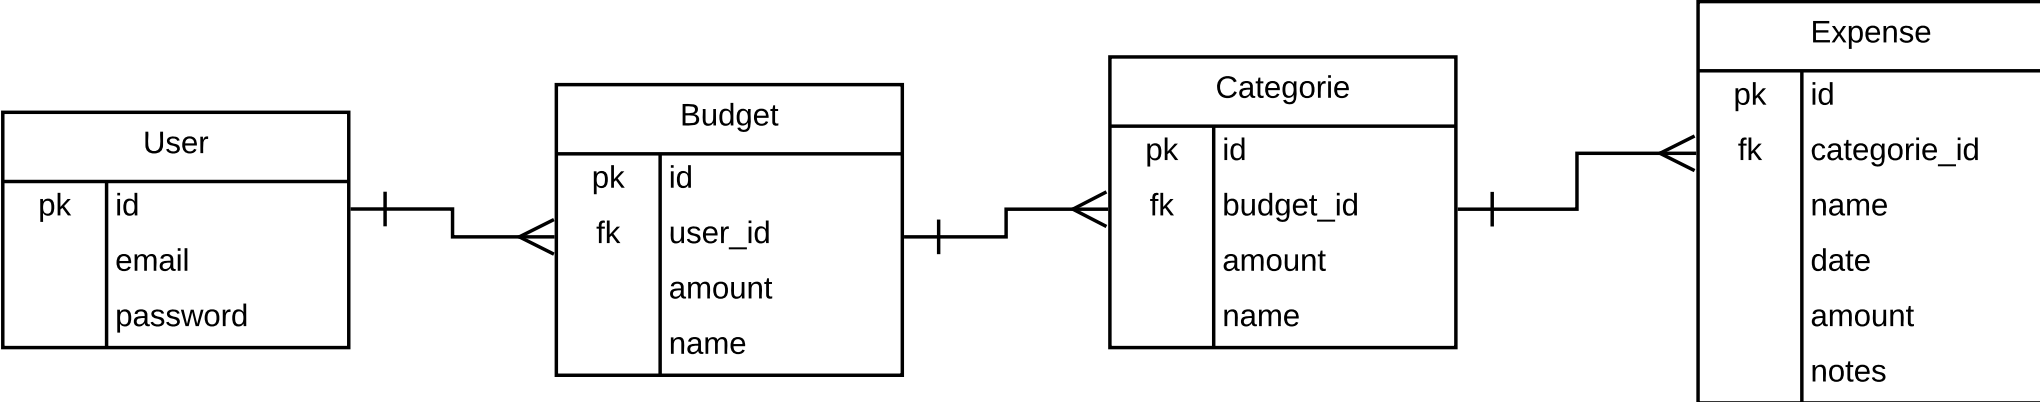 User
pk id
email
password
Budget
pk id
fk user_id
amount
name
Categorie
pk id
fk budget_id
amount
name
Expense
pk id
fk categorie_id
name
date
amount
notes